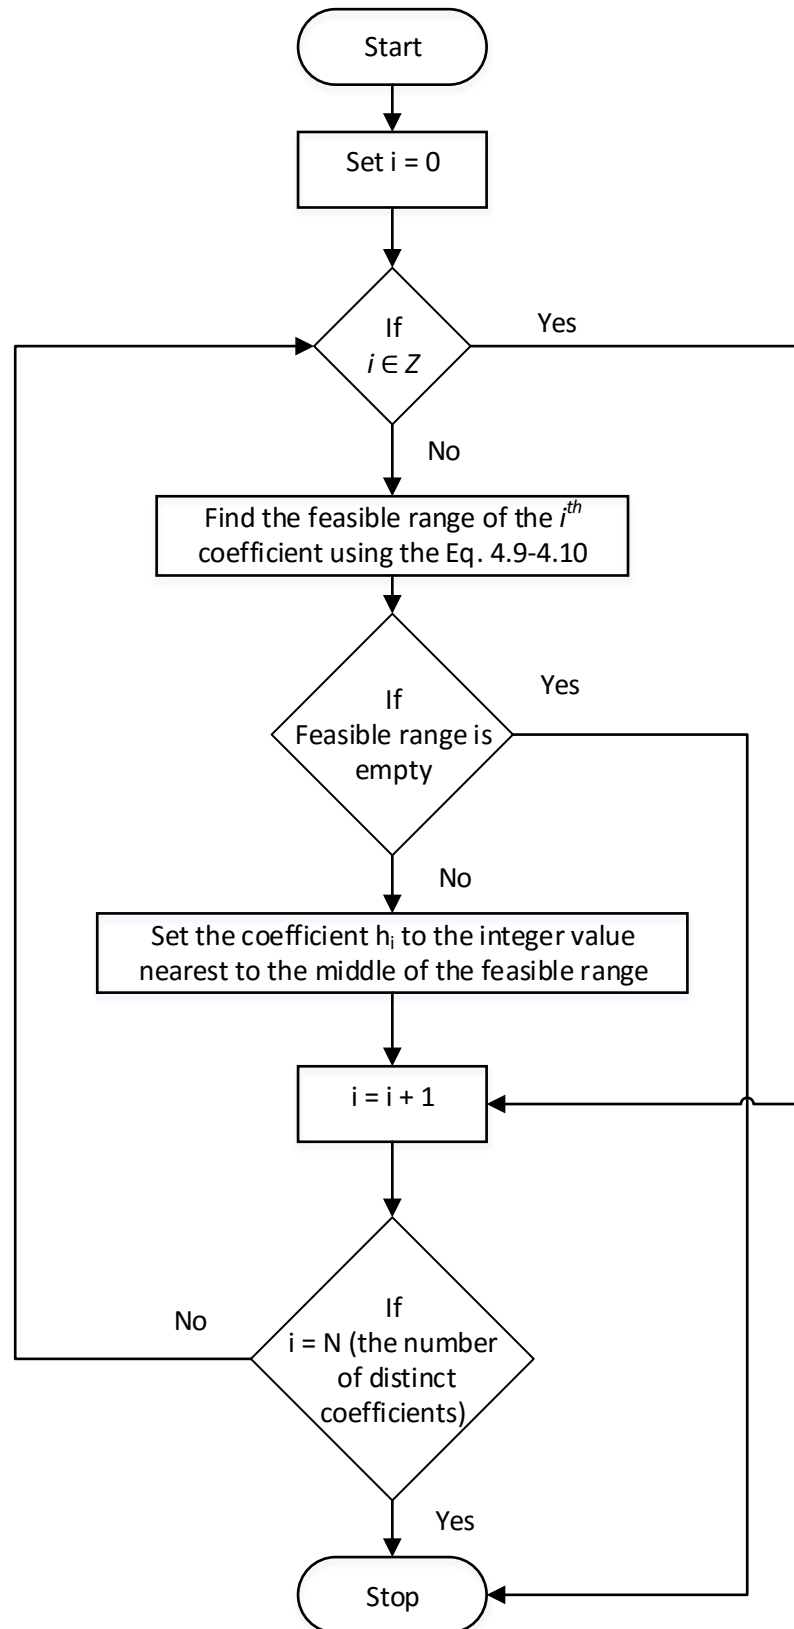 Start
Set i = 0
If
i ∈ Z
Yes
No
Find the feasible range of the i^th
coefficient using the Eq. 4.9-4.10
If
Feasible range is
empty
Yes
No
Set the coefficient h_i to the integer value
nearest to the middle of the feasible range
i = i + 1
If
i = N (the number
of distinct
coefficients)
No
Yes
Stop